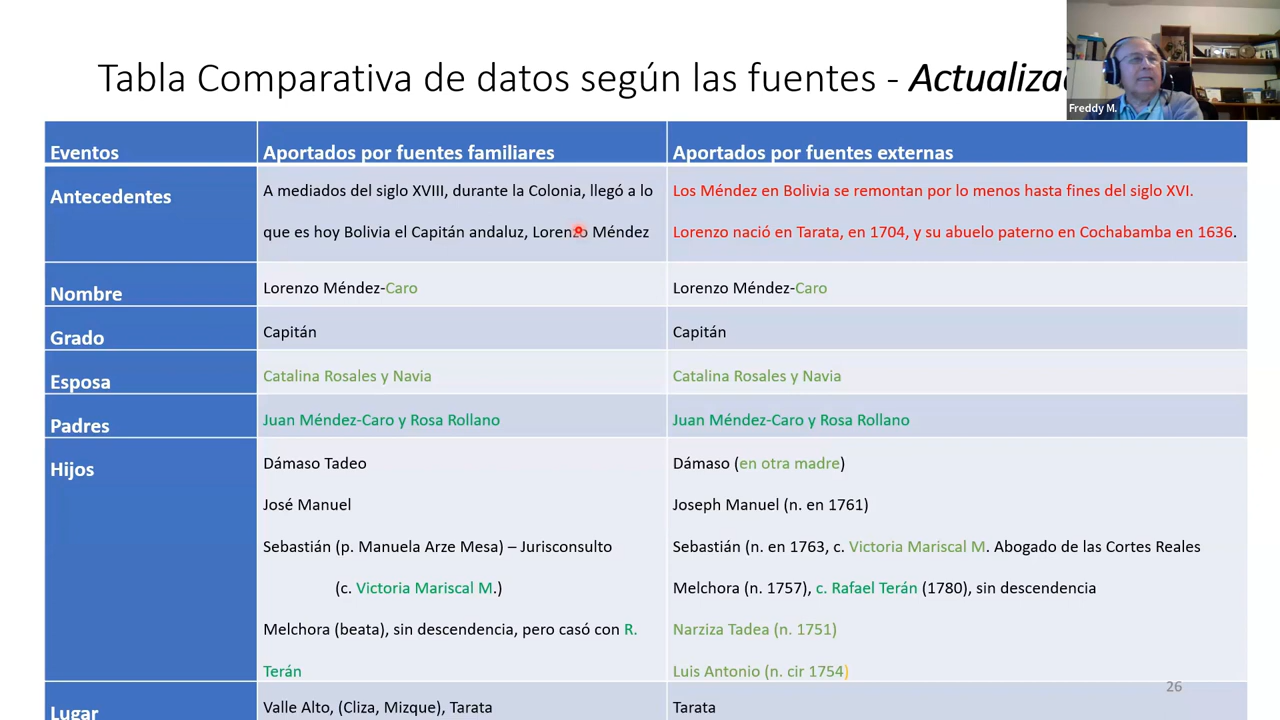 Tabla Comparativa de datos según las fuentes - Actualiza
Freddy M.
Eventos
Aportados por fuentes familiares
Aportados por fuentes externas
Antecedentes
A mediados del siglo XVIII, durante la Colonia, llegó a lo
que es hoy Bolivia el Capitán andaluz, Lorenzo Méndez
Los Méndez en Bolivia se remontan por lo menos hasta fines del siglo XVI.
Lorenzo nació en Tarata, en 1704, y su abuelo paterno en Cochabamba en 1636.
Nombre
Lorenzo Méndez-Caro
Lorenzo Méndez-Caro
Grado
Capitán
Capitán
Esposa
Catalina Rosales y Navia
Catalina Rosales y Navia
Padres
Juan Méndez-Caro y Rosa Rollano
Juan Méndez-Caro y Rosa Rollano
Hijos
Dámaso Tadeo
José Manuel
Sebastián (p. Manuela Arze Mesa) – Jurisconsulto
(c. Victoria Mariscal M.)
Melchora (beata), sin descendencia, pero casó con R.
Terán
Dámaso (en otra madre)
Joseph Manuel (n. en 1761)
Sebastián (n. en 1763, c. Victoria Mariscal M. Abogado de las Cortes Reales
Melchora (n. 1757), c. Rafael Terán (1780), sin descendencia
Narziza Tadea (n. 1751)
Luis Antonio (n. cir 1754)
26
Lugar
Valle Alto, (Cliza, Mizque), Tarata
Tarata